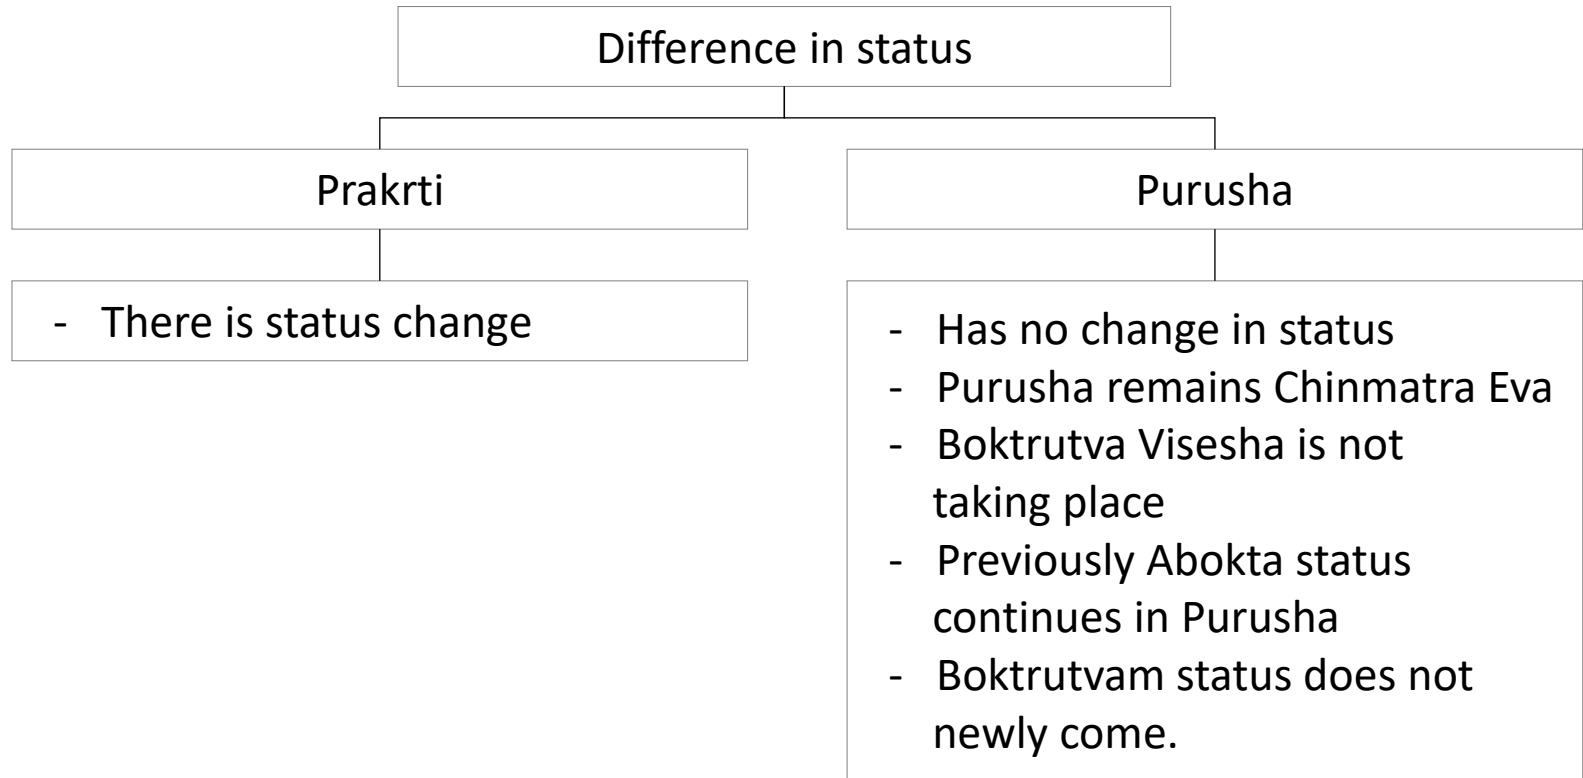 Difference in status
Prakrti
Purusha
- There is status change
- Has no change in status
- Purusha remains Chinmatra Eva
- Boktrutva Visesha is not
taking place
- Previously Abokta status
continues in Purusha
- Boktrutvam status does not
newly come.